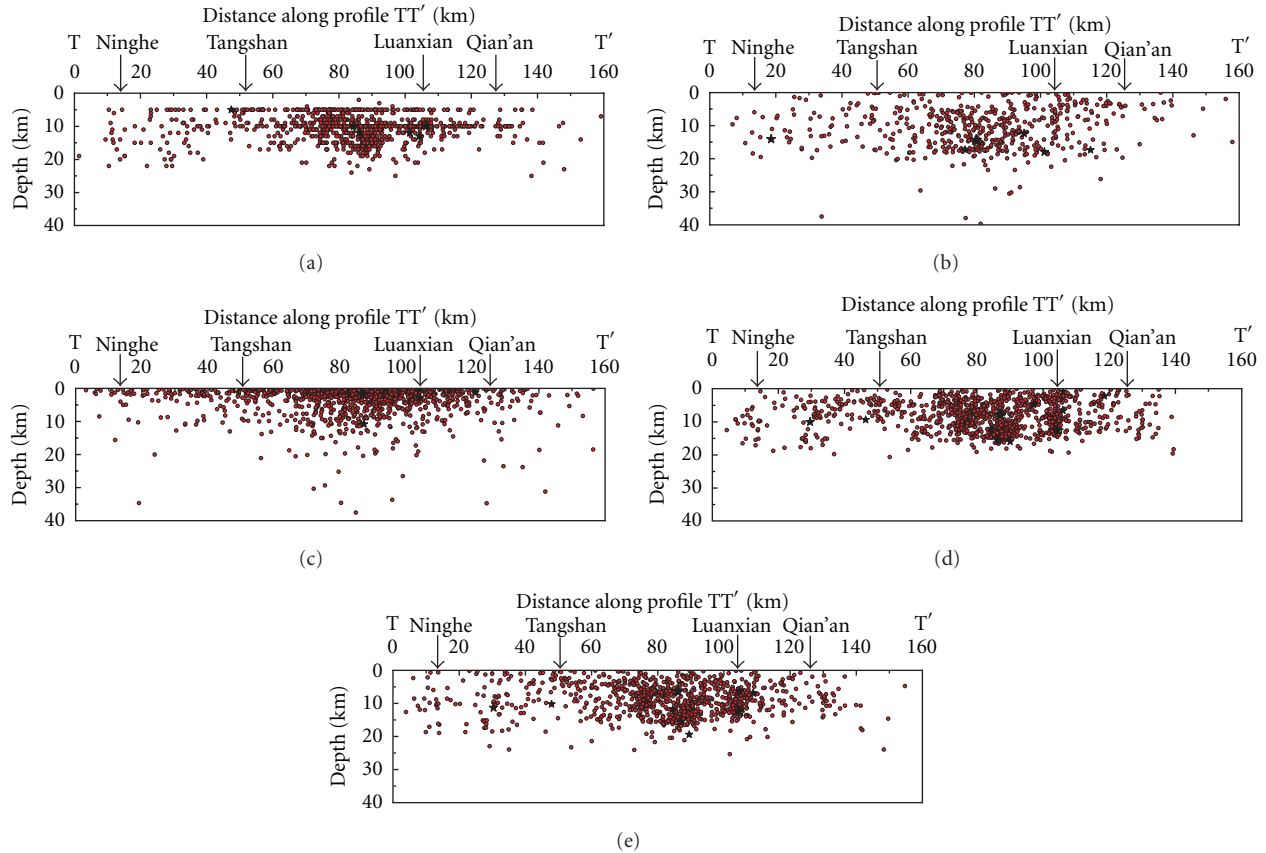 Distance along profile TT′ (km)
T Ninghe Tangshan Luanxian Qian'an T′
0 20 40 60 80 100 120 140 160
0
10
20
30
40
Depth (km)
(a)
Distance along profile TT′ (km)
T Ninghe Tangshan Luanxian Qian'an T′
0 20 40 60 80 100 120 140 160
0
10
20
30
40
Depth (km)
(b)
Distance along profile TT′ (km)
T Ninghe Tangshan Luanxian Qian'an T′
0 20 40 60 80 100 120 140 160
0
10
20
30
40
Depth (km)
(c)
Distance along profile TT′ (km)
T Ninghe Tangshan Luanxian Qian'an T′
0 20 40 60 80 100 120 140 160
0
10
20
30
40
Depth (km)
(d)
Distance along profile TT′ (km)
T Ninghe Tangshan Luanxian Qian'an T′
0 20 40 60 80 100 120 140 160
0
10
20
30
40
Depth (km)
(e)